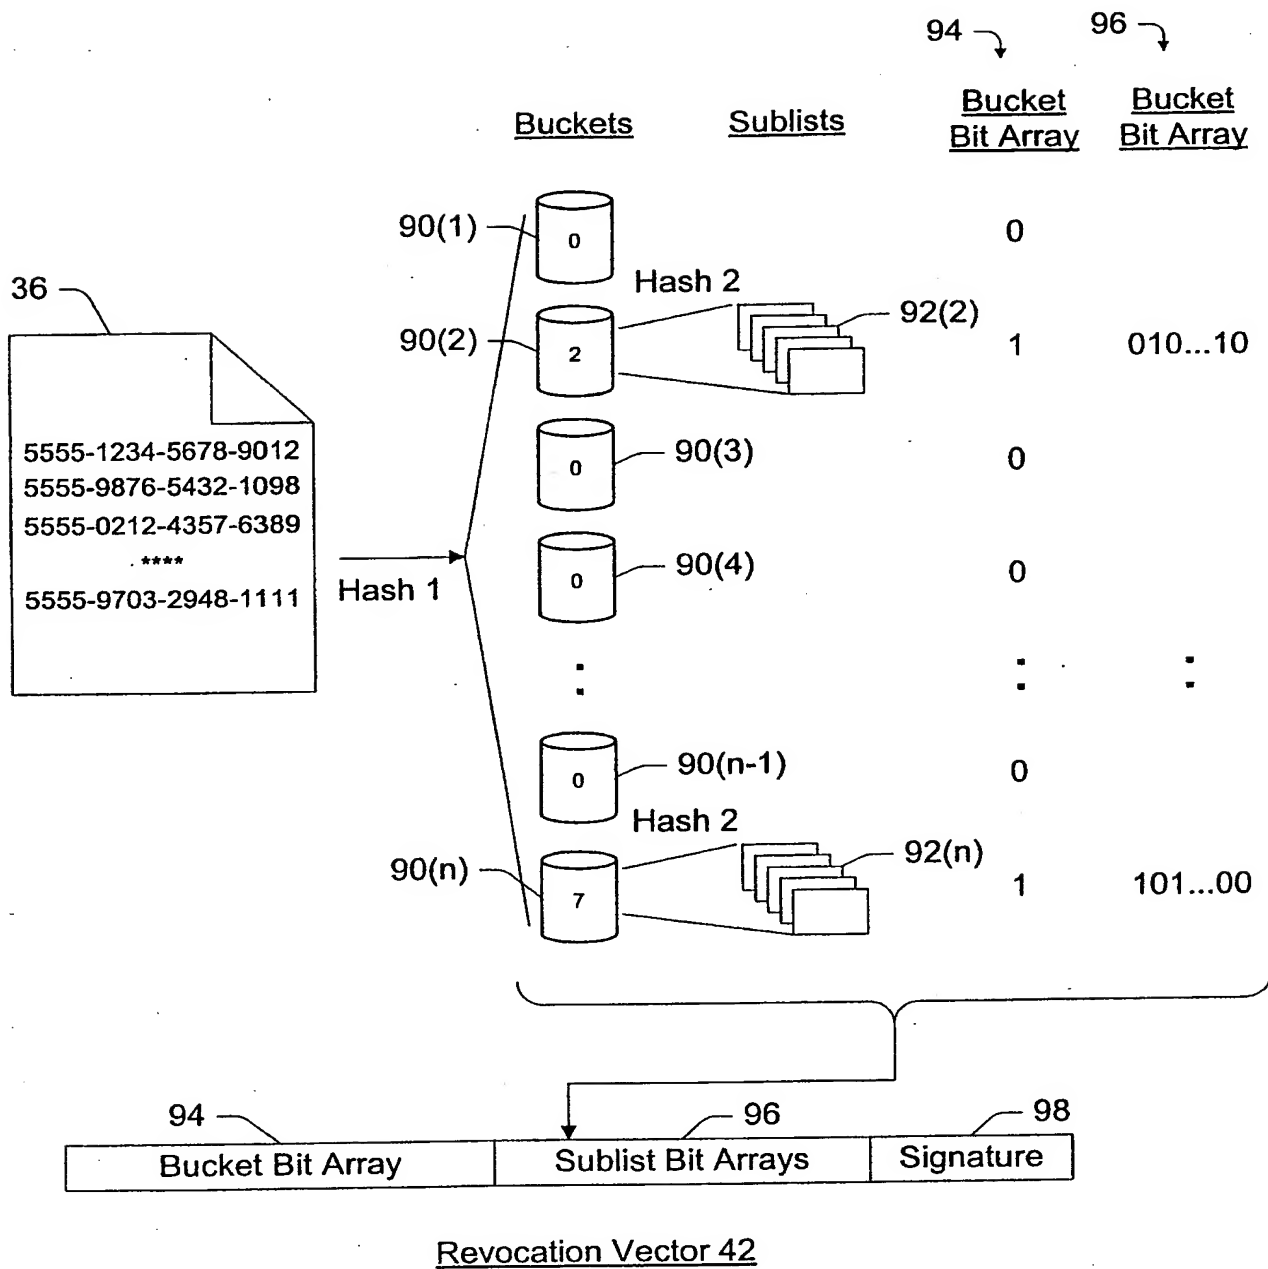 94 96
Bucket Bucket
Buckets Sublists Bit Array Bit Array
90(1) 0 0
36 Hash 2
90(2) 2 92(2) 1 010...10
5555-1234-5678-9012
5555-9876-5432-1098
5555-0212-4357-6389
****
5555-9703-2948-1111
0 90(3) 0
Hash 1
0 90(4) 0
: : :
0 90(n-1) 0
Hash 2
90(n) 7 92(n) 1 101...00
94 96 98
Bucket Bit Array Sublist Bit Arrays Signature
Revocation Vector 42